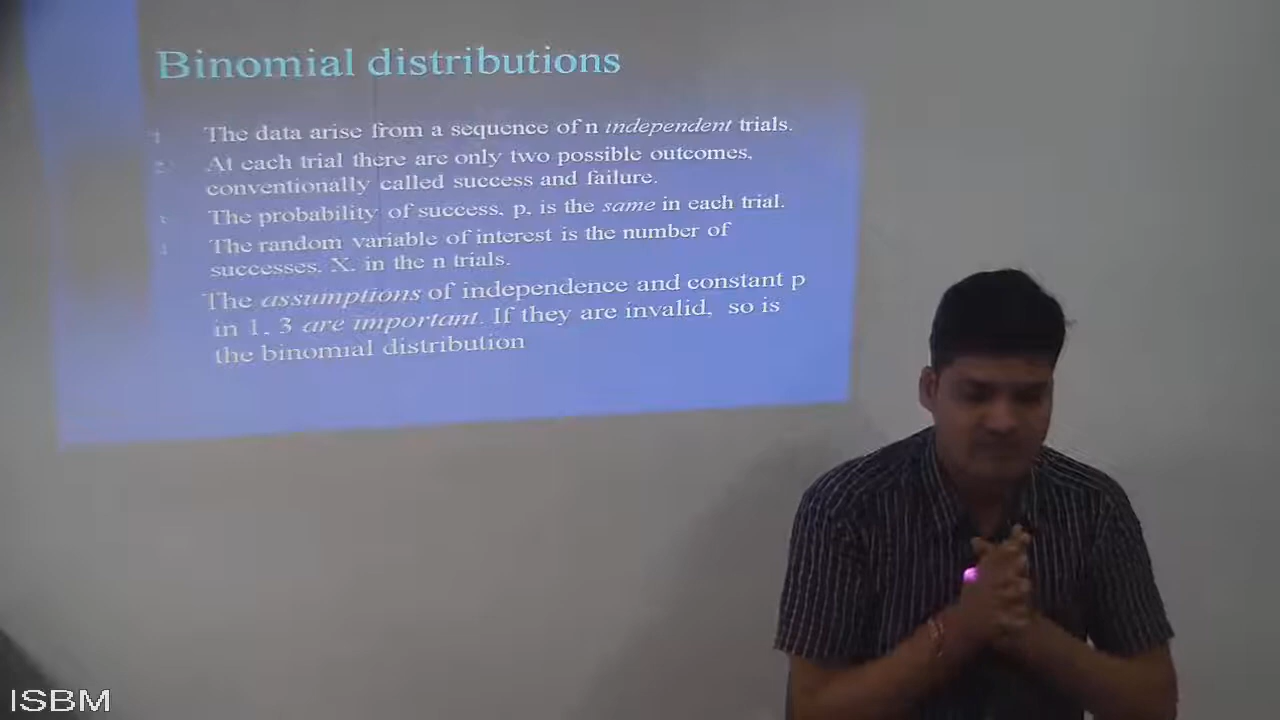 Binomial distributions
1. The data arise from a sequence of n independent trials.
2. At each trial there are only two possible outcomes,
conventionally called success and failure.
The probability of success, p, is the same in each trial.
The random variable of interest is the number of
successes, X, in the n trials.
The assumptions of independence and constant p
in 1, 3 are important. If they are invalid, so is
the binomial distribution
ISBM